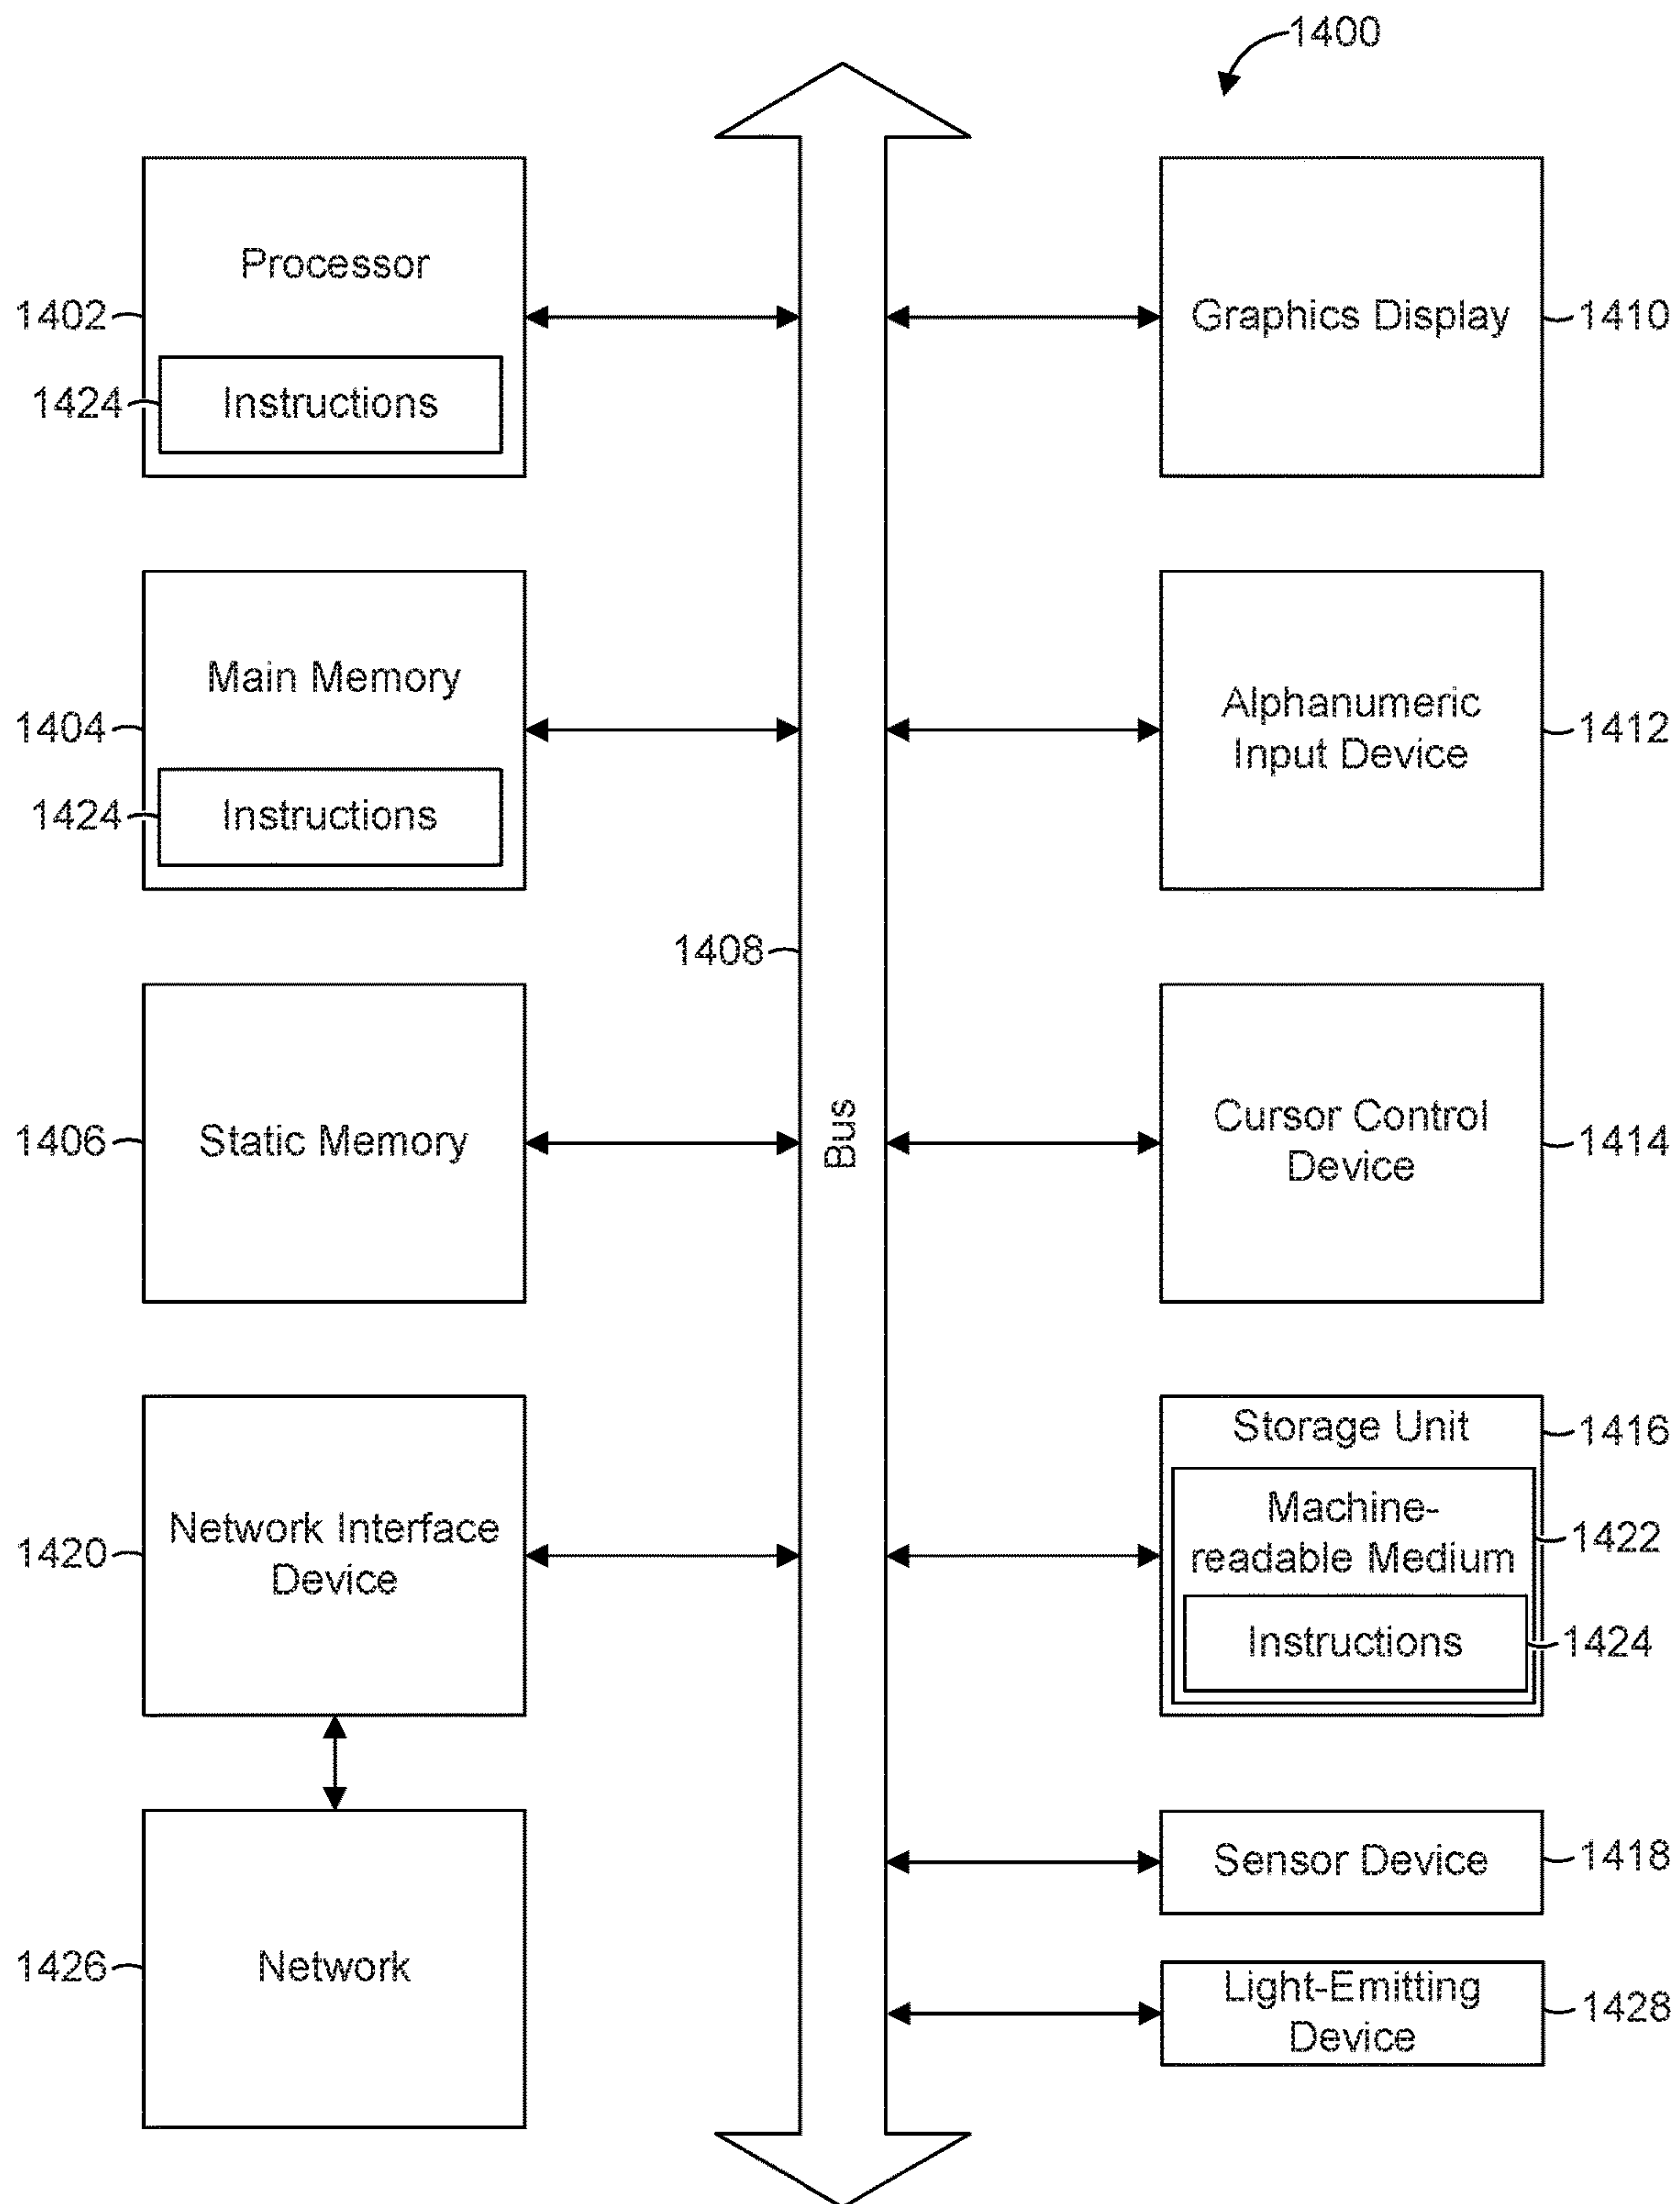 1400
Processor
1402
1424
Instructions
Main Memory
1404
1424
Instructions
1408
1406
Static Memory
1420
Network Interface
Device
1426
Network
Bus
Graphics Display
1410
Alphanumeric
Input Device
1412
Cursor Control
Device
1414
Storage Unit
1416
Machine-
readable Medium
1422
Instructions
1424
Sensor Device
1418
Light-Emitting
Device
1428